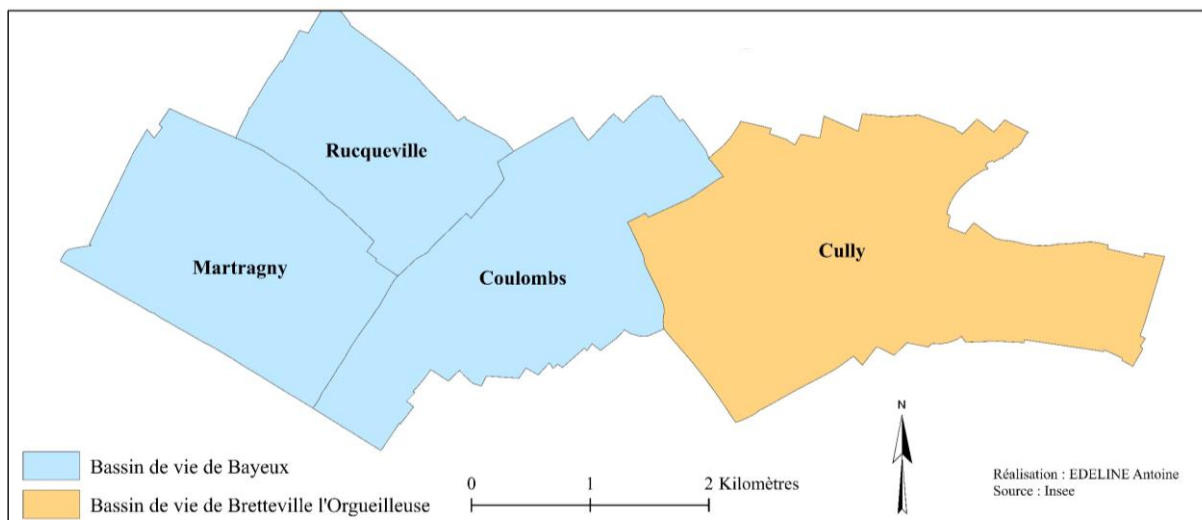 Rucqueville
Martragny
Coulombs
Cully
N
Bassin de vie de Bayeux
Bassin de vie de Bretteville l'Orgueilleuse
0 1 2 Kilomètres
Réalisation : EDELINE Antoine
Source : Insee